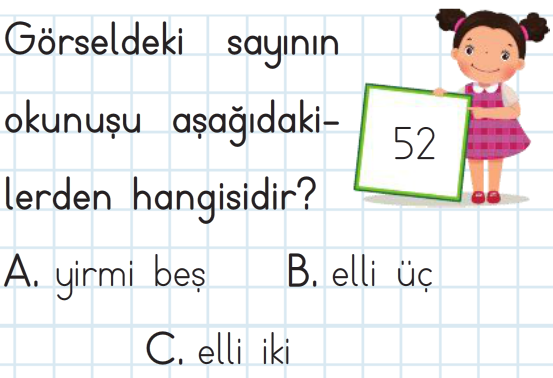 Görseldeki sayının
okunuşu aşağıdaki-
lerden hangisidir?
52
A. yirmi beş
B. elli üç
C. elli iki